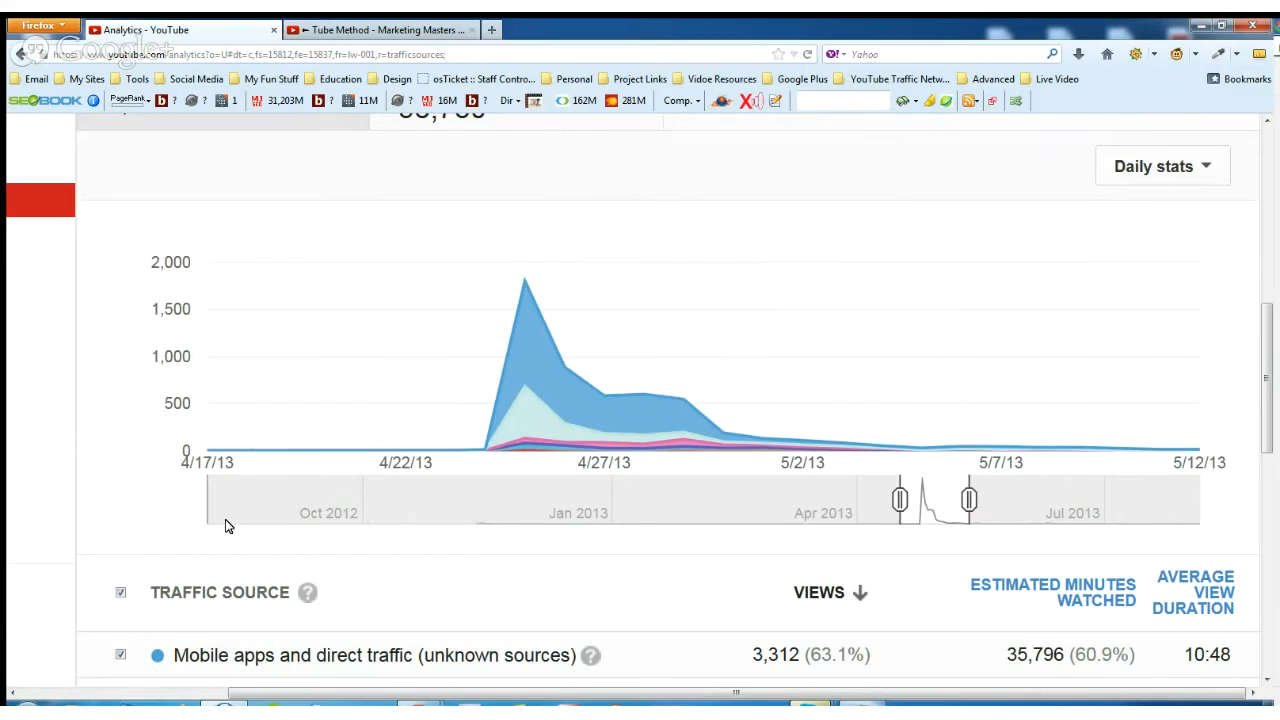 Firefox
Analytics - YouTube
Tube Method - Marketing Masters ...
Google+
youtube.com/analytics?o=U#dt=c,fs=15812,fe=15837,fr=lw-001,r=trafficsources;
Yahoo
Email My Sites Tools Social Media My Fun Stuff Education Design osTicket :: Staff Contro... Personal Project Links Vidoe Resources Google Plus YouTube Traffic Netw... Advanced Live Video Bookmarks
SEOBOOK PageRank ? ? 1 31,203M ? 11M ? 16M ? Dir 162M 281M Comp.
Daily stats
2,000
1,500
1,000
500
0
4/17/13 4/22/13 4/27/13 5/2/13 5/7/13 5/12/13
Oct 2012 Jan 2013 Apr 2013 Jul 2013
TRAFFIC SOURCE ? VIEWS ESTIMATED MINUTES WATCHED AVERAGE VIEW DURATION
Mobile apps and direct traffic (unknown sources) ? 3,312 (63.1%) 35,796 (60.9%) 10:48